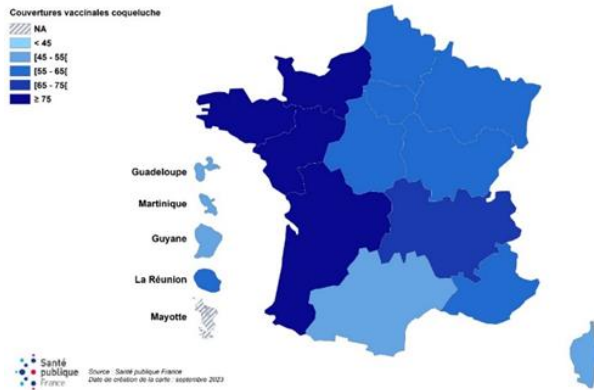 Couvertures vaccinales coqueluche
NA
< 45
[45 - 55[
[55 - 65[
[65 - 75[
≥ 75
Guadeloupe
Martinique
Guyane
La Réunion
Mayotte
Santé
publique
France
Source : Santé publique France
Date de création de la carte : septembre 2023